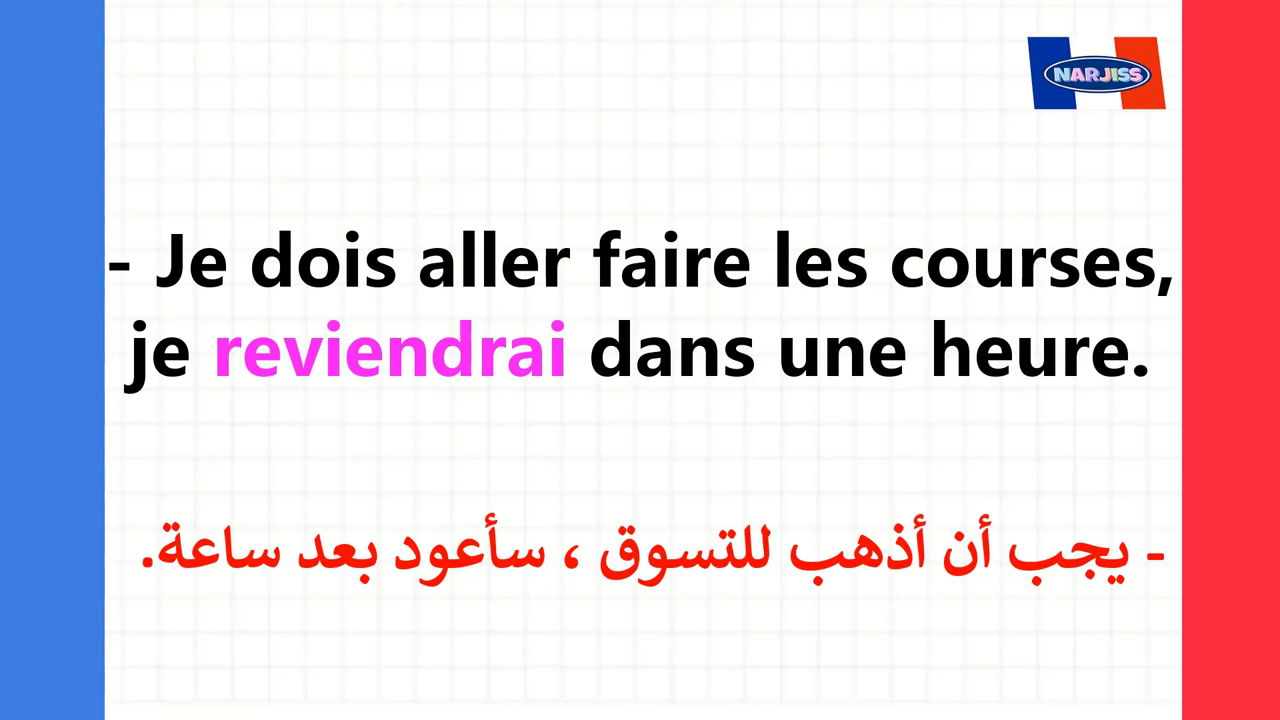 NARJISS
- Je dois aller faire les courses,
je reviendrai dans une heure.
- يجب أن أذهب للتسوق ، سأعود بعد ساعة.